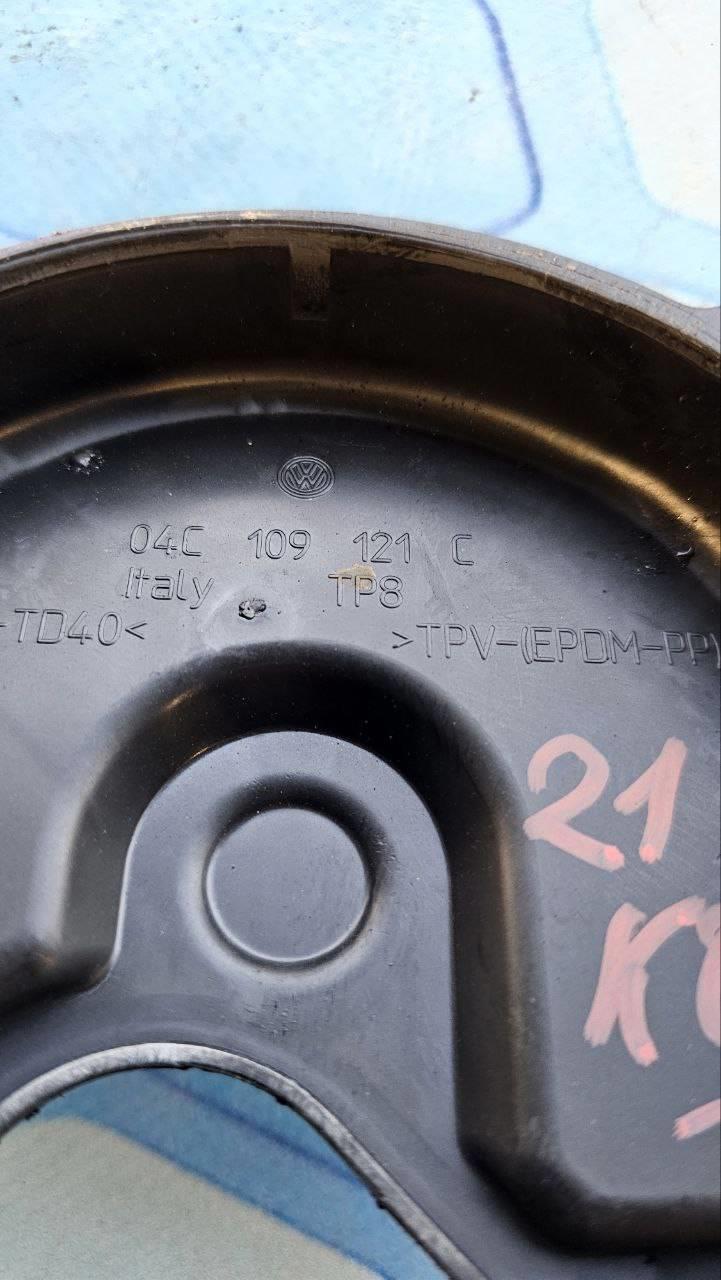 04C 109 121 C
Italy TP8
-TD40< >TPV-(EPDM-PP)
21